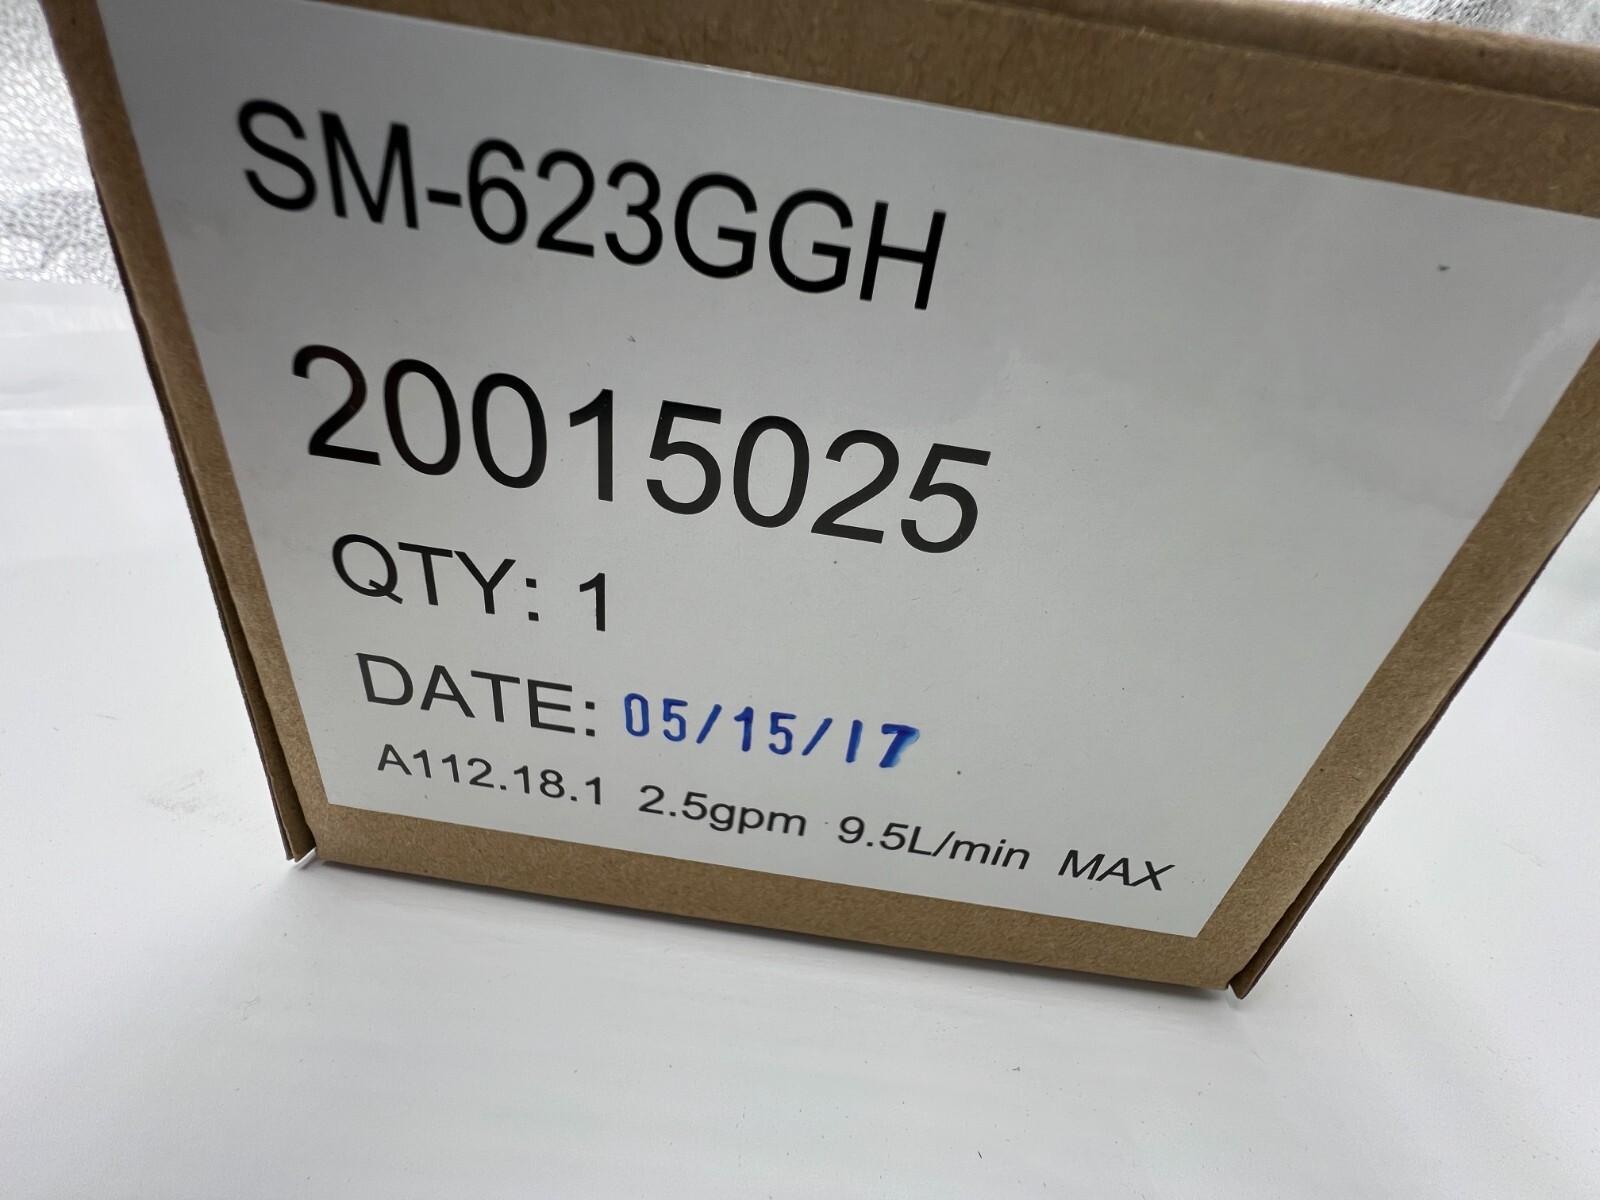 SM-623GGH
20015025
QTY: 1
DATE: 05/15/17
A112.18.1 2.5gpm 9.5L/min MAX